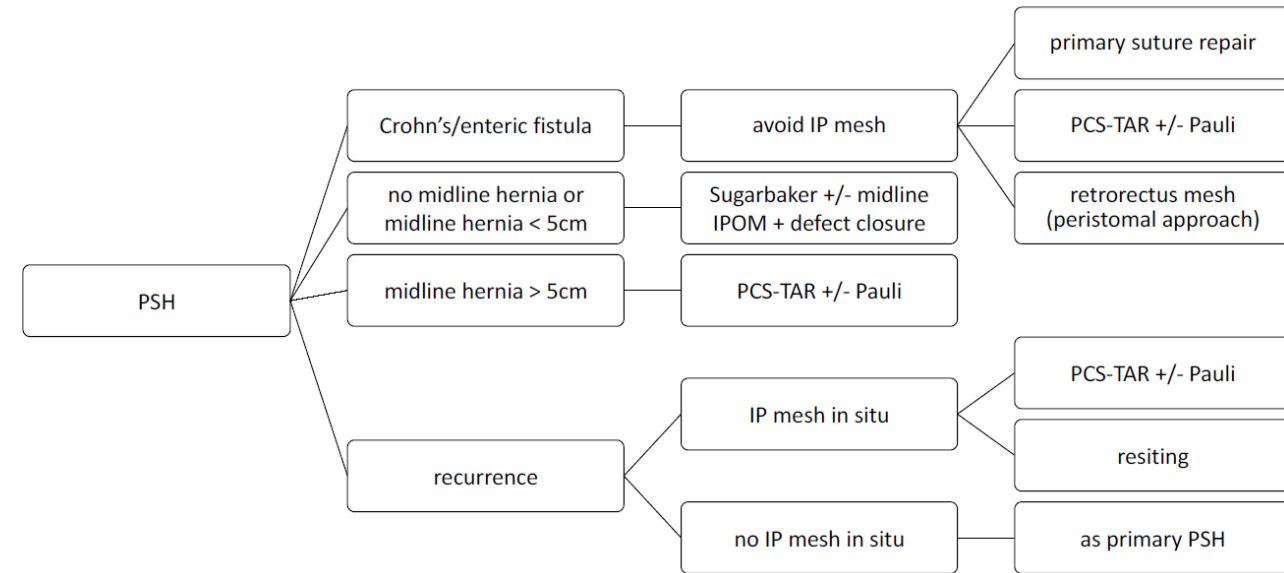 PSH
Crohn's/enteric fistula
avoid IP mesh
primary suture repair
PCS-TAR +/- Pauli
retrorectus mesh
(peristomal approach)
no midline hernia or
midline hernia < 5cm
Sugarbaker +/- midline
IPOM + defect closure
midline hernia > 5cm
PCS-TAR +/- Pauli
recurrence
IP mesh in situ
PCS-TAR +/- Pauli
resiting
no IP mesh in situ
as primary PSH